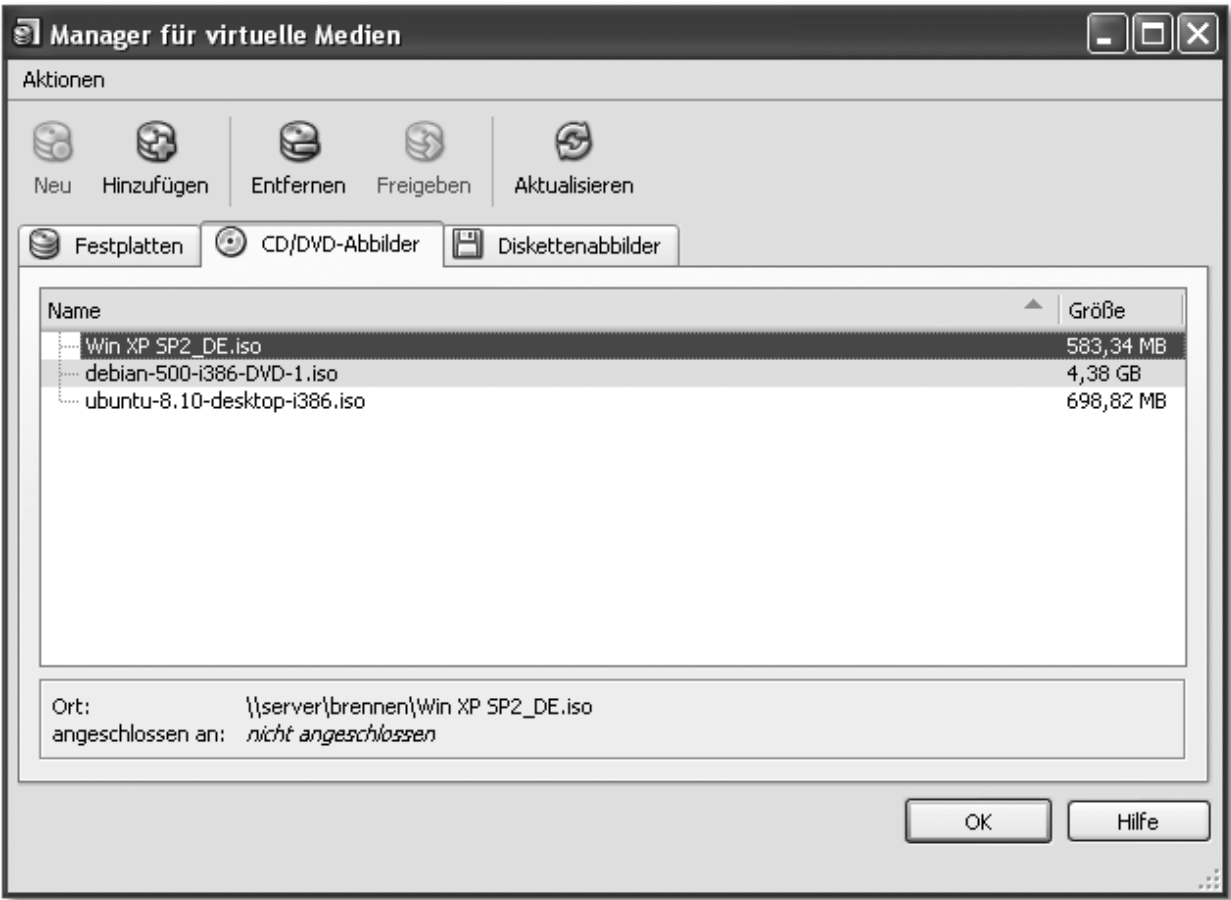 Manager für virtuelle Medien
Aktionen
Neu Hinzufügen Entfernen Freigeben Aktualisieren
Festplatten CD/DVD-Abbilder Diskettenabbilder
Name Größe
Win XP SP2_DE.iso 583,34 MB
debian-500-i386-DVD-1.iso 4,38 GB
ubuntu-8.10-desktop-i386.iso 698,82 MB
Ort: \\server\brennen\Win XP SP2_DE.iso
angeschlossen an: nicht angeschlossen
OK Hilfe